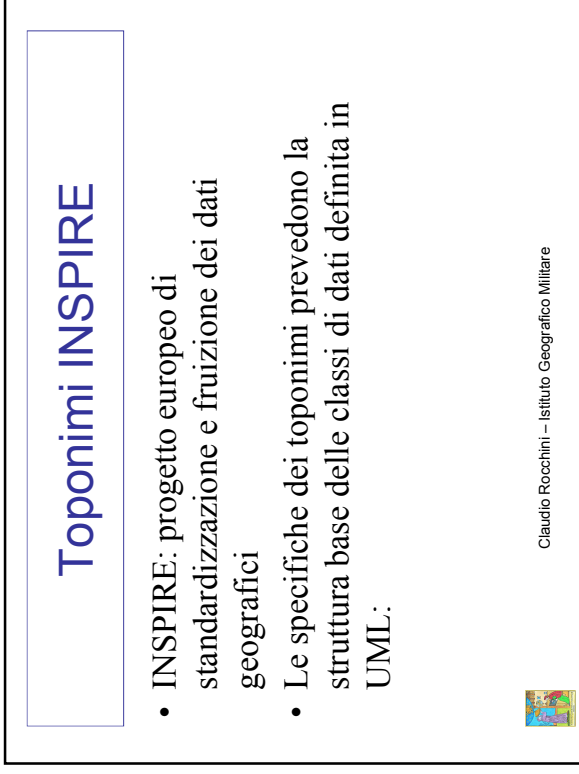 Toponimi INSPIRE
• INSPIRE: progetto europeo di
standardizzazione e fruizione dei dati
geografici
• Le specifiche dei toponimi prevedono la
struttura base delle classi di dati definita in
UML:
Claudio Rocchini – Istituto Geografico Militare